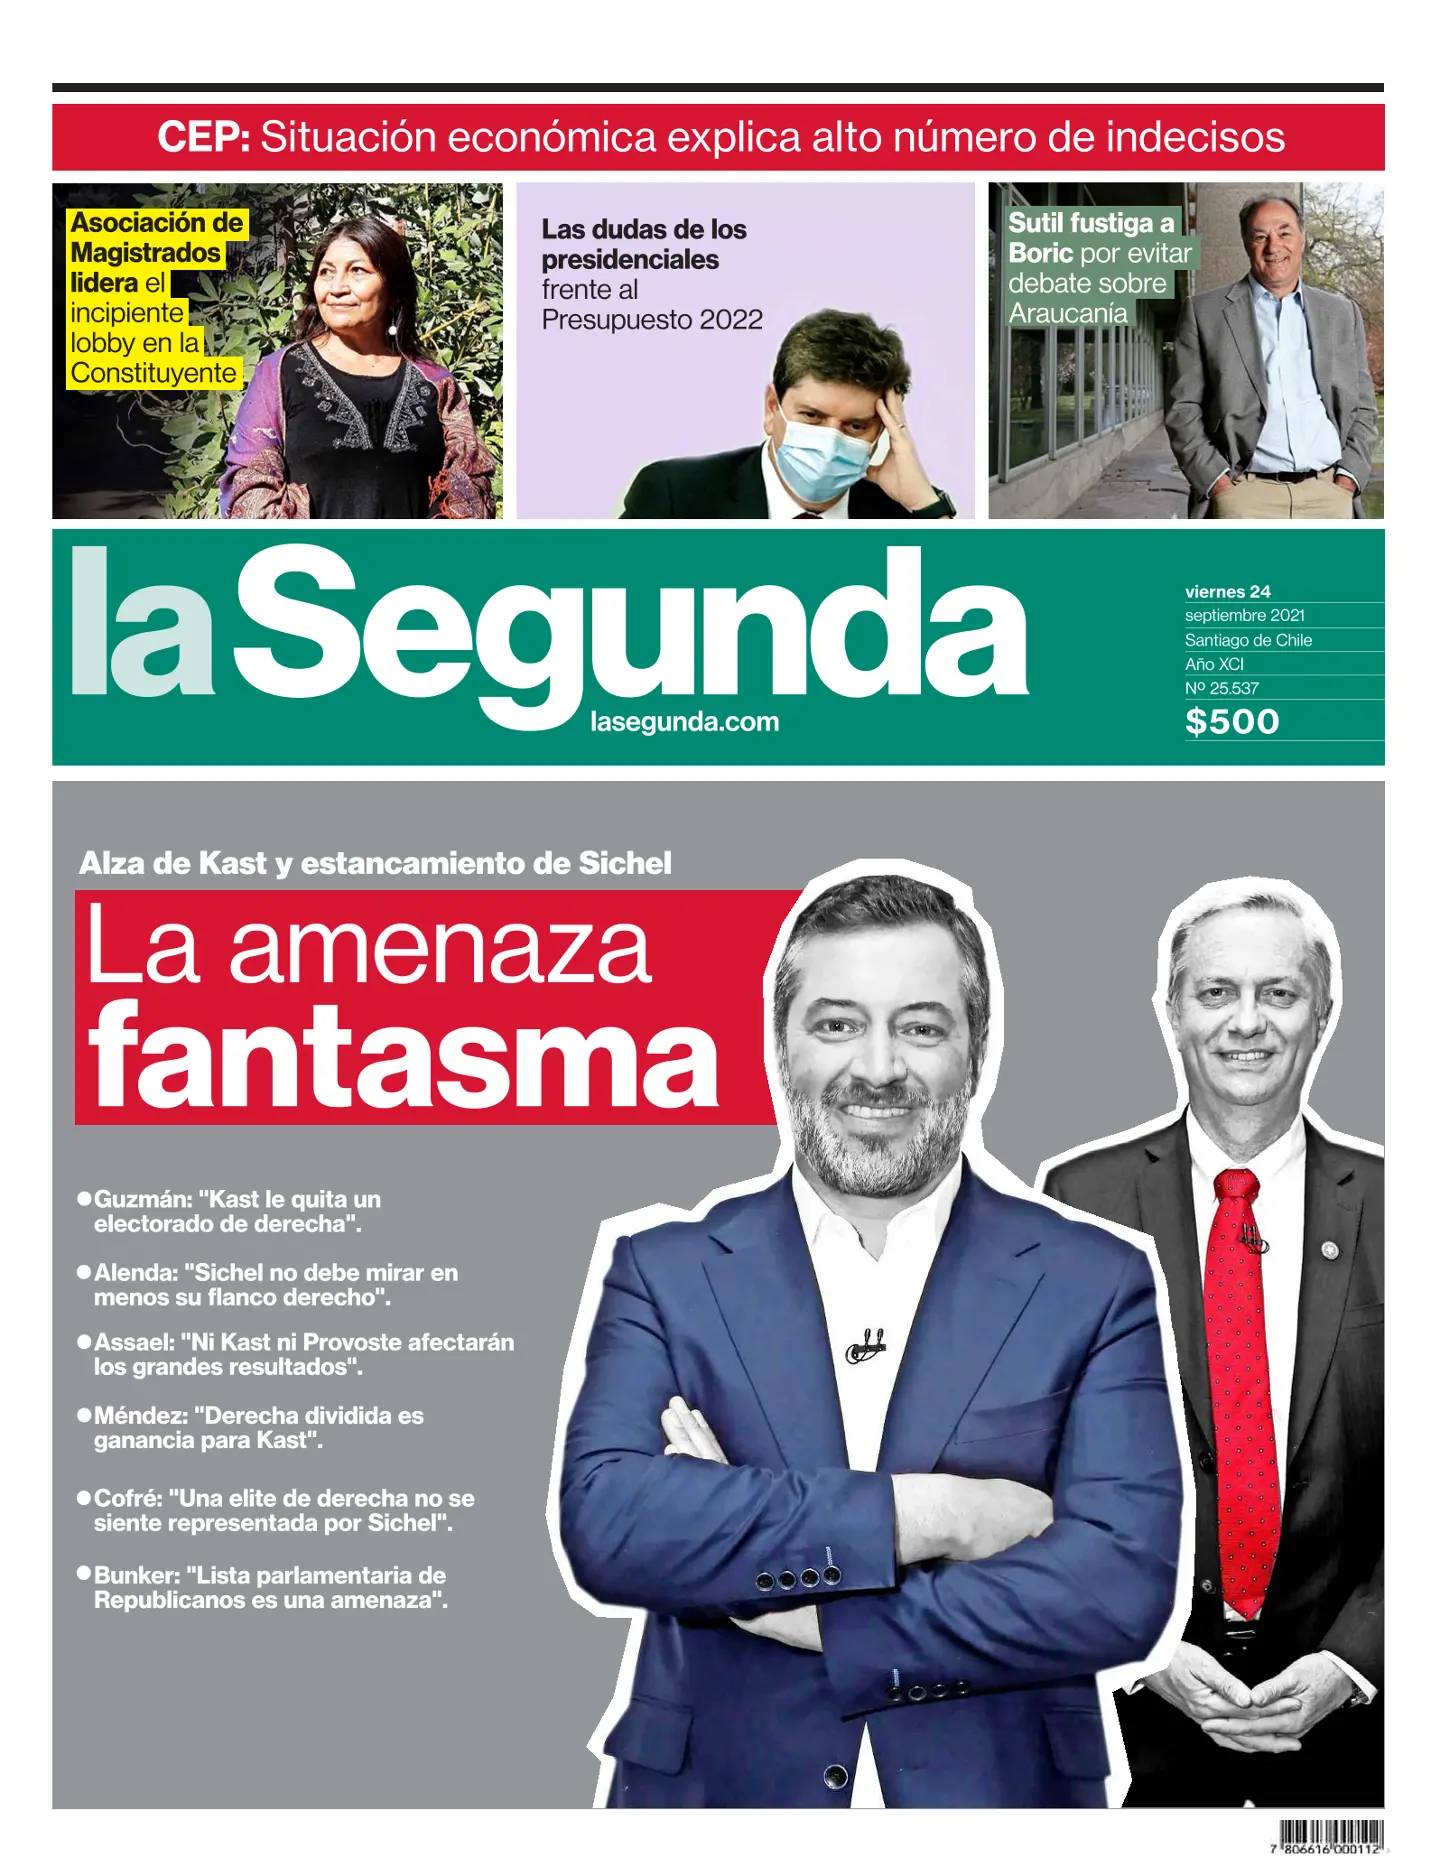 CEP: Situación económica explica alto número de indecisos
Asociación de
Magistrados
lidera el
incipiente
lobby en la
Constituyente
Las dudas de los
presidenciales
frente al
Presupuesto 2022
Sutil fustiga a
Boric por evitar
debate sobre
Araucanía
la Segunda
lasegunda.com
viernes 24
septiembre 2021
Santiago de Chile
Año XCI
Nº 25.537
$500
Alza de Kast y estancamiento de Sichel
La amenaza
fantasma
●Guzmán: "Kast le quita un
electorado de derecha".
●Alenda: "Sichel no debe mirar en
menos su flanco derecho".
●Assael: "Ni Kast ni Provoste afectarán
los grandes resultados".
●Méndez: "Derecha dividida es
ganancia para Kast".
●Cofré: "Una elite de derecha no se
siente representada por Sichel".
●Bunker: "Lista parlamentaria de
Republicanos es una amenaza".
7 806616 000112